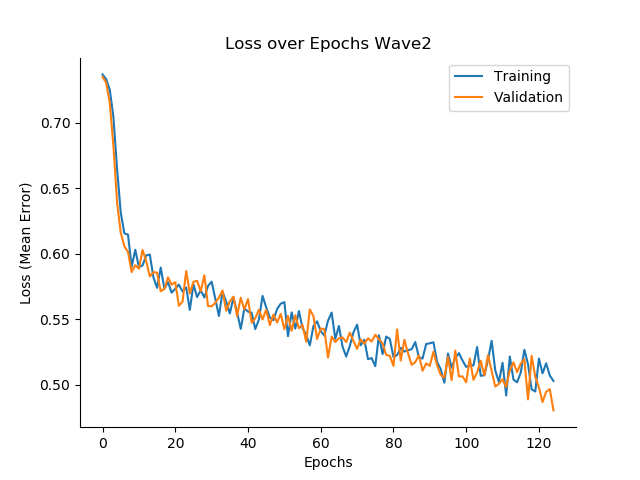 Loss over Epochs Wave2
Training
Validation
0.70
0.65
0.60
0.55
0.50
Loss (Mean Error)
0 20 40 60 80 100 120
Epochs